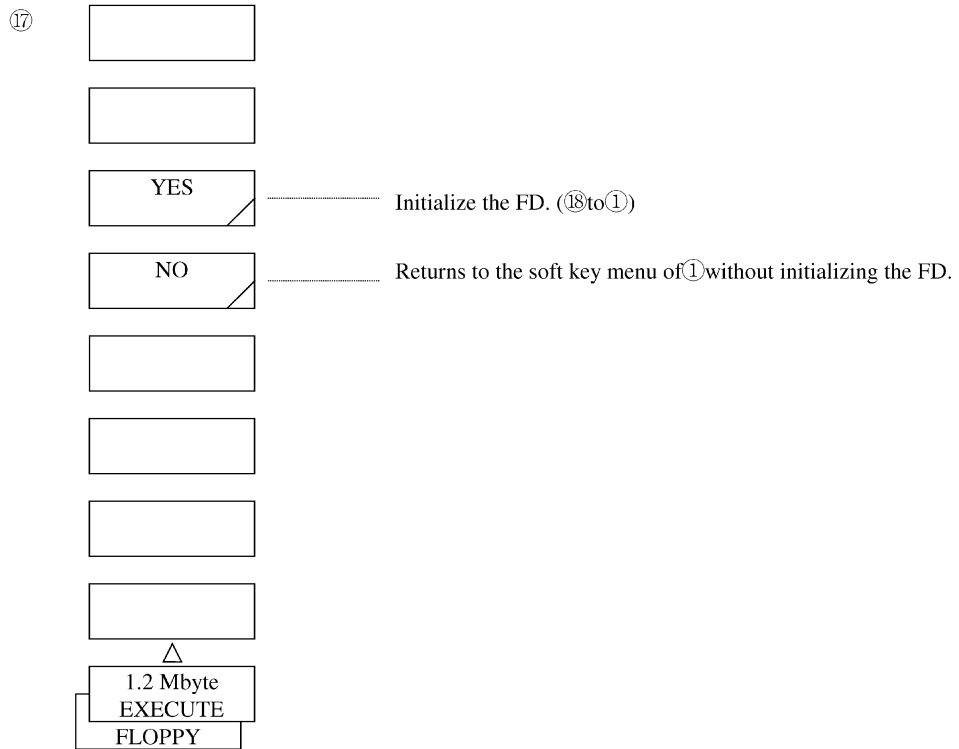 ⑰
YES
Initialize the FD. (⑱to①)
NO
Returns to the soft key menu of①without initializing the FD.
1.2 Mbyte
EXECUTE
FLOPPY